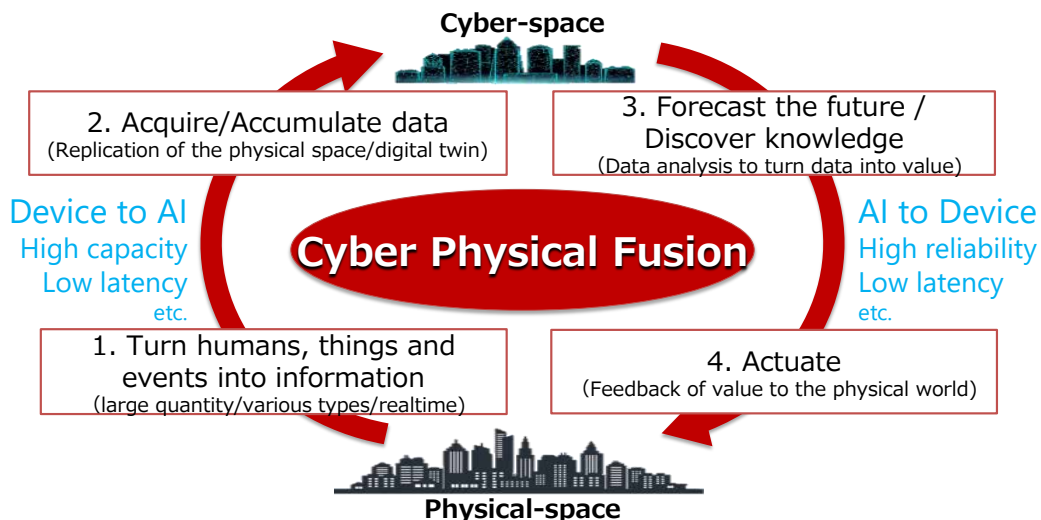 Cyber-space
2. Acquire/Accumulate data
(Replication of the physical space/digital twin)
3. Forecast the future /
Discover knowledge
(Data analysis to turn data into value)
Device to AI
High capacity
Low latency
etc.
Cyber Physical Fusion
AI to Device
High reliability
Low latency
etc.
1. Turn humans, things and
events into information
(large quantity/various types/realtime)
4. Actuate
(Feedback of value to the physical world)
Physical-space